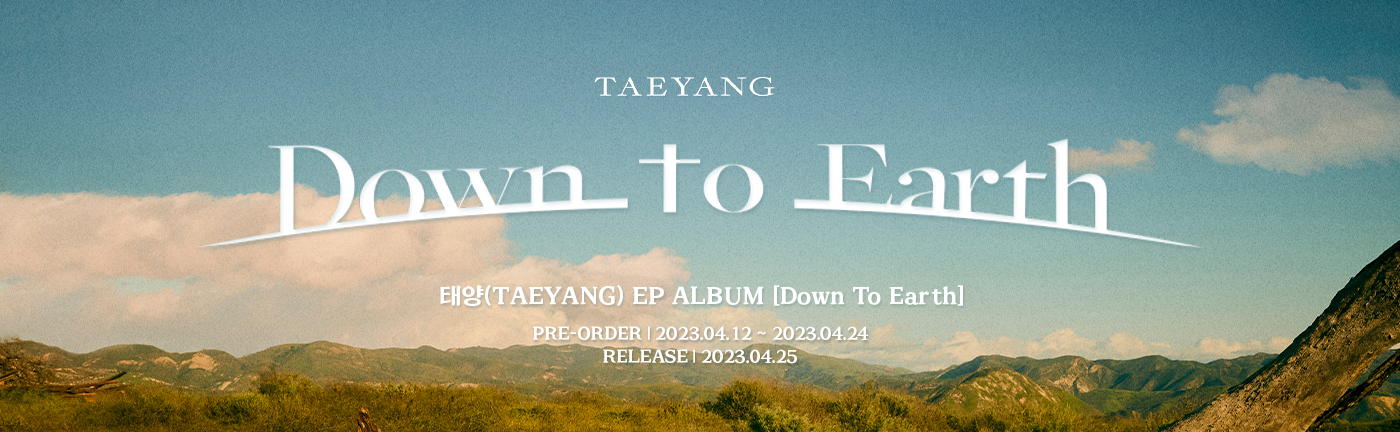 TAEYANG
Down to Earth
태양(TAEYANG) EP ALBUM [Down To Earth]
PRE-ORDER | 2023.04.12 ~ 2023.04.24
RELEASE | 2023.04.25